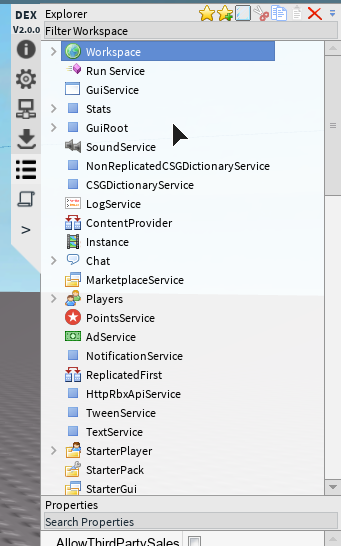 DEX
V2.0.0
Explorer
Filter Workspace
Workspace
Run Service
GuiService
Stats
GuiRoot
SoundService
NonReplicatedCSGDictionaryService
CSGDictionaryService
LogService
ContentProvider
Instance
Chat
MarketplaceService
Players
PointsService
AdService
NotificationService
ReplicatedFirst
HttpRbxApiService
TweenService
TextService
StarterPlayer
StarterPack
StarterGui
Properties
Search Properties
AllowThirdPartySales